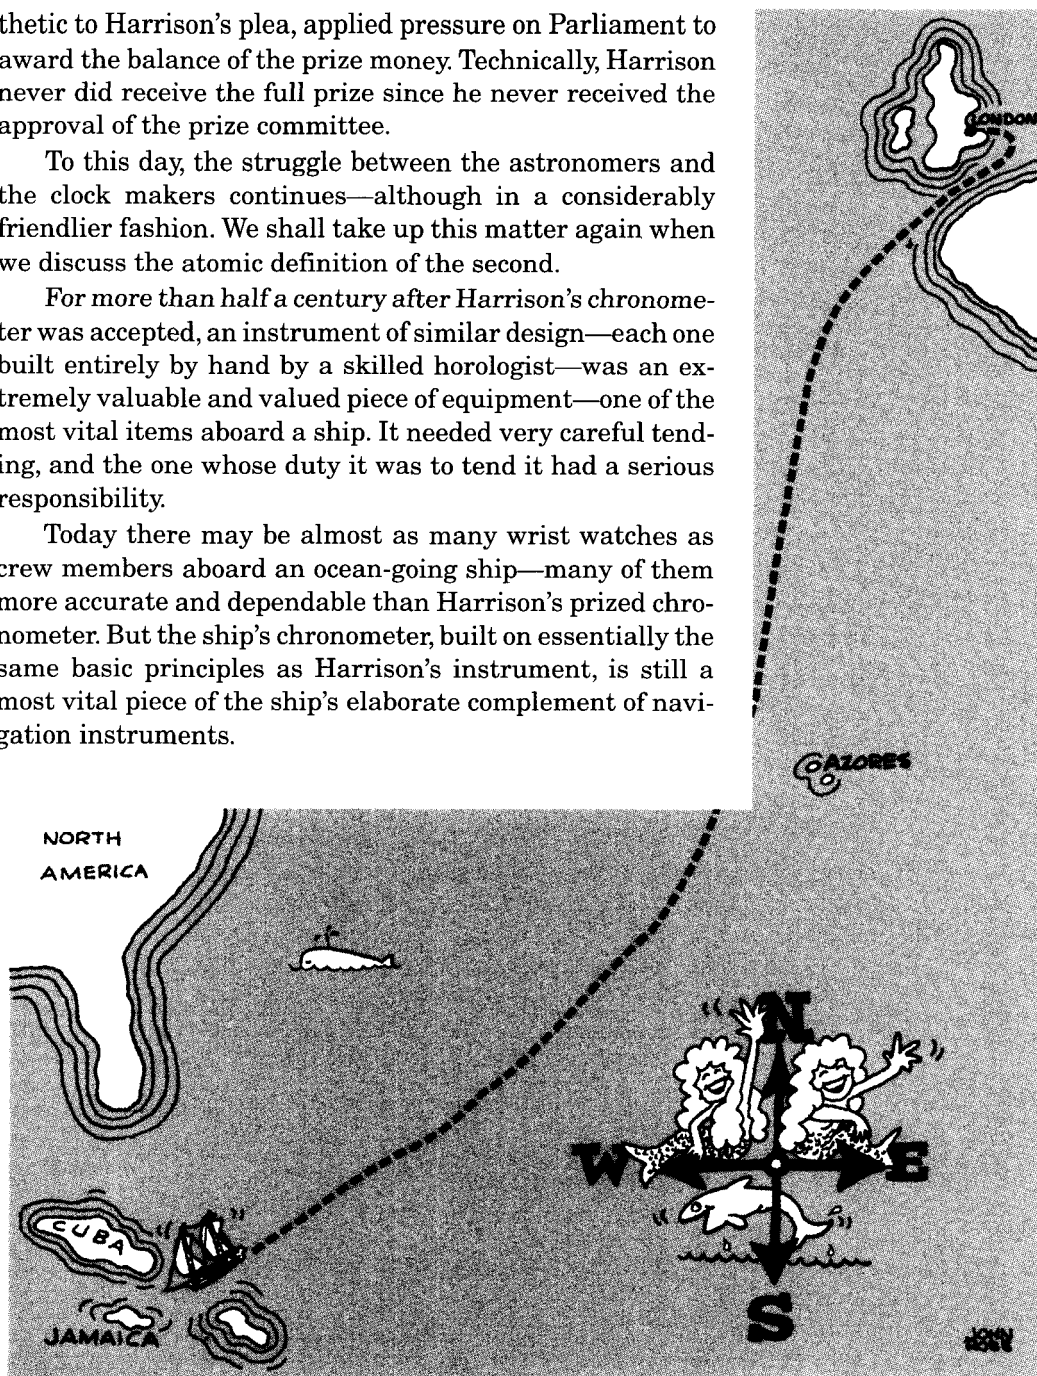 thetic to Harrison’s plea, applied pressure on Parliament to
award the balance of the prize money. Technically, Harrison
never did receive the full prize since he never received the
approval of the prize committee.
To this day, the struggle between the astronomers and
the clock makers continues—although in a considerably
friendlier fashion. We shall take up this matter again when
we discuss the atomic definition of the second.
For more than half a century after Harrison’s chronome-
ter was accepted, an instrument of similar design—each one
built entirely by hand by a skilled horologist—was an ex-
tremely valuable and valued piece of equipment—one of the
most vital items aboard a ship. It needed very careful tend-
ing, and the one whose duty it was to tend it had a serious
responsibility.
Today there may be almost as many wrist watches as
crew members aboard an ocean-going ship—many of them
more accurate and dependable than Harrison’s prized chro-
nometer. But the ship’s chronometer, built on essentially the
same basic principles as Harrison’s instrument, is still a
most vital piece of the ship’s elaborate complement of navi-
gation instruments.
LONDON
AZORES
NORTH
AMERICA
N
W
E
CUBA
S
JAMAICA
JOHN
ROBB